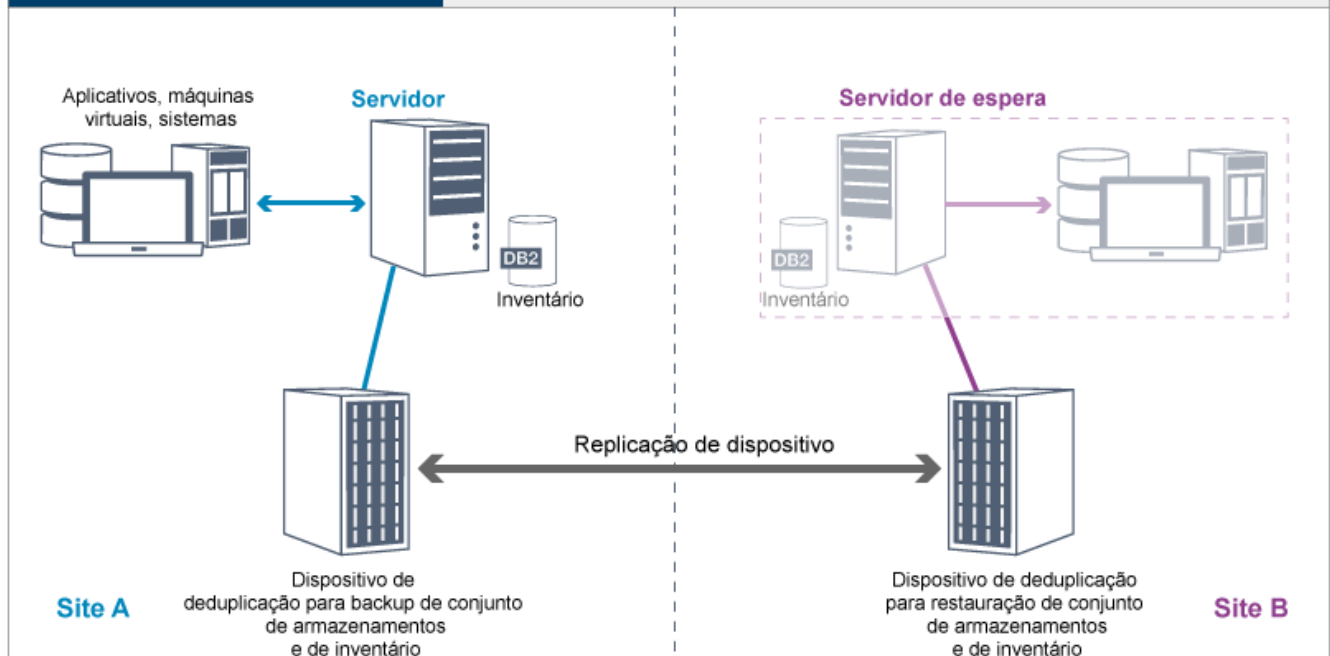 Aplicativos, máquinas
virtuais, sistemas
Servidor
DB2
Inventário
Servidor de espera
DB2
Inventário
Replicação de dispositivo
Site A
Dispositivo de
deduplicação para backup de conjunto
de armazenamentos
e de inventário
Dispositivo de deduplicação
para restauração de conjunto
de armazenamentos
e de inventário
Site B